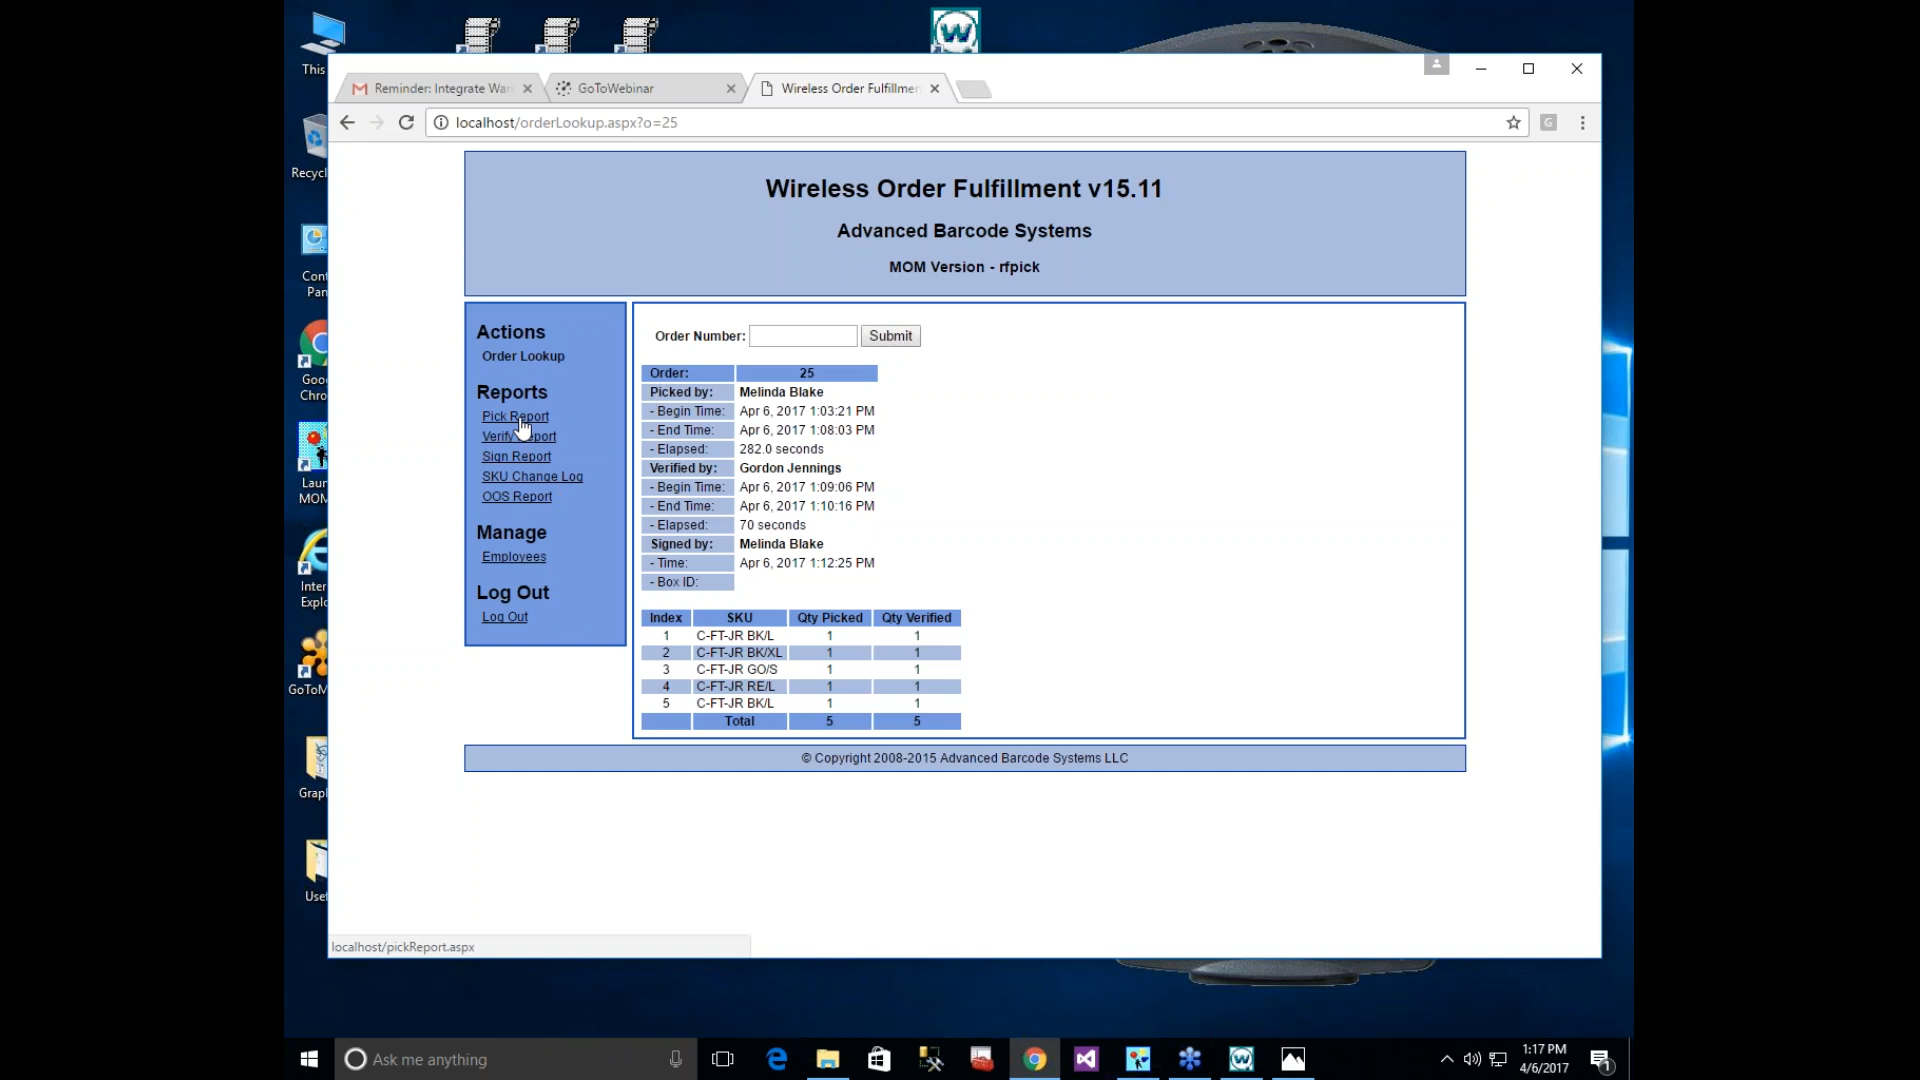 This
Recycl
Cont
Pan
Goo
Chro
Laun
MOM
Inter
Explo
GoToM
Graph
Usef
W
Reminder: Integrate War
GoToWebinar
Wireless Order Fulfillmen
localhost/orderLookup.aspx?o=25
G
Wireless Order Fulfillment v15.11
Advanced Barcode Systems
MOM Version - rfpick
Actions
Order Lookup
Reports
Pick Report
Verify Report
Sign Report
SKU Change Log
OOS Report
Manage
Employees
Log Out
Log Out
Order Number: Submit
Order: 25
Picked by: Melinda Blake
- Begin Time: Apr 6, 2017 1:03:21 PM
- End Time: Apr 6, 2017 1:08:03 PM
- Elapsed: 282.0 seconds
Verified by: Gordon Jennings
- Begin Time: Apr 6, 2017 1:09:06 PM
- End Time: Apr 6, 2017 1:10:16 PM
- Elapsed: 70 seconds
Signed by: Melinda Blake
- Time: Apr 6, 2017 1:12:25 PM
- Box ID:
Index SKU Qty Picked Qty Verified
1 C-FT-JR BK/L 1 1
2 C-FT-JR BK/XL 1 1
3 C-FT-JR GO/S 1 1
4 C-FT-JR RE/L 1 1
5 C-FT-JR BK/L 1 1
Total 5 5
© Copyright 2008-2015 Advanced Barcode Systems LLC
localhost/pickReport.aspx
Ask me anything
W
1:17 PM
4/6/2017
1